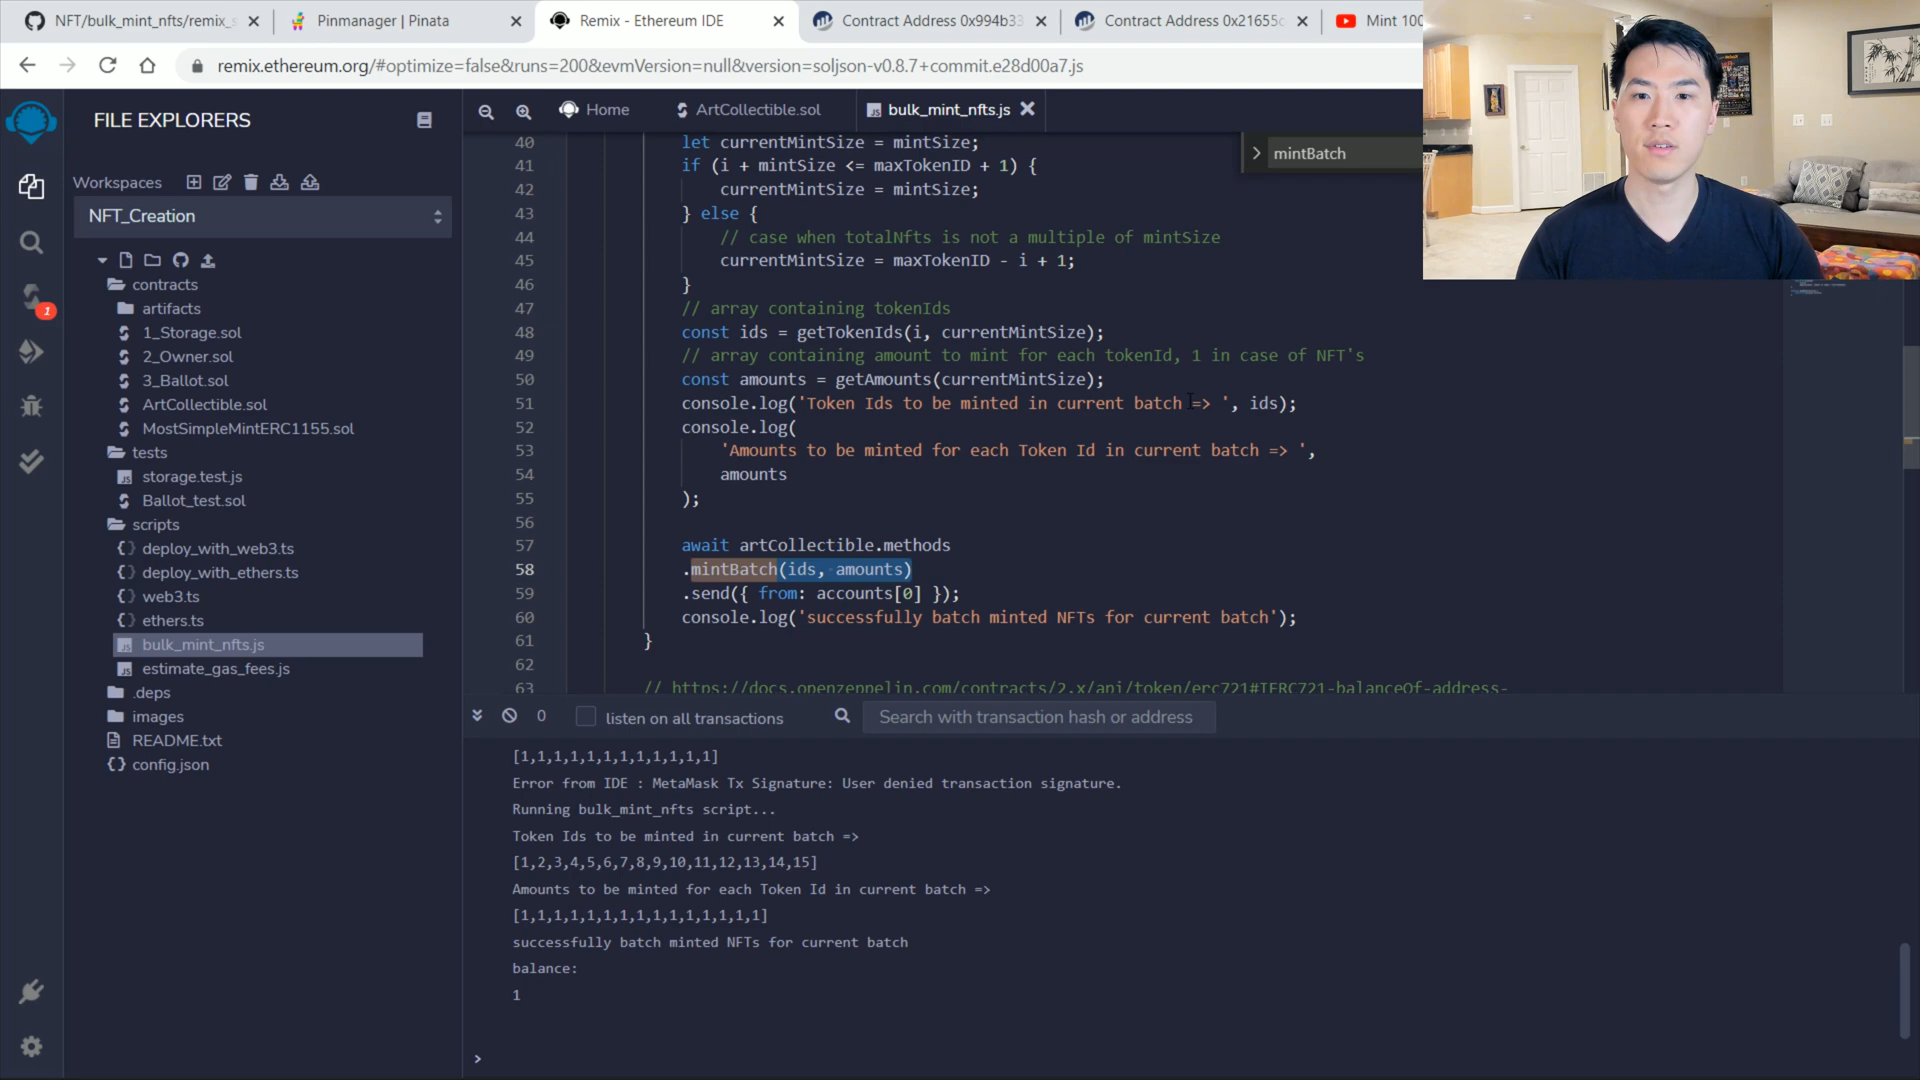 NFT/bulk_mint_nfts/remix_s
Pinmanager | Pinata
Remix - Ethereum IDE
Contract Address 0x994b33
Contract Address 0x21655c
Mint 100
remix.ethereum.org/#optimize=false&runs=200&evmVersion=null&version=soljson-v0.8.7+commit.e28d00a7.js
FILE EXPLORERS
Workspaces
NFT_Creation
contracts
artifacts
1_Storage.sol
2_Owner.sol
3_Ballot.sol
ArtCollectible.sol
MostSimpleMintERC1155.sol
tests
storage.test.js
Ballot_test.sol
scripts
deploy_with_web3.ts
deploy_with_ethers.ts
web3.ts
ethers.ts
bulk_mint_nfts.js
estimate_gas_fees.js
.deps
images
README.txt
config.json
1
Home
ArtCollectible.sol
bulk_mint_nfts.js
mintBatch
40 let currentMintSize = mintSize;
41 if (i + mintSize <= maxTokenID + 1) {
42 currentMintSize = mintSize;
43 } else {
44 // case when totalNfts is not a multiple of mintSize
45 currentMintSize = maxTokenID - i + 1;
46 }
47 // array containing tokenIds
48 const ids = getTokenIds(i, currentMintSize);
49 // array containing amount to mint for each tokenId, 1 in case of NFT's
50 const amounts = getAmounts(currentMintSize);
51 console.log('Token Ids to be minted in current batch => ', ids);
52 console.log(
53 'Amounts to be minted for each Token Id in current batch => ',
54 amounts
55 );
56
57 await artCollectible.methods
58 .mintBatch(ids, amounts)
59 .send({ from: accounts[0] });
60 console.log('successfully batch minted NFTs for current batch');
61 }
62
63 // https://docs.openzeppelin.com/contracts/2.x/api/token/erc721#IERC721-balanceOf-address-
0
listen on all transactions
Search with transaction hash or address
[1,1,1,1,1,1,1,1,1,1,1,1]
Error from IDE : MetaMask Tx Signature: User denied transaction signature.
Running bulk_mint_nfts script...
Token Ids to be minted in current batch =>
[1,2,3,4,5,6,7,8,9,10,11,12,13,14,15]
Amounts to be minted for each Token Id in current batch =>
[1,1,1,1,1,1,1,1,1,1,1,1,1,1,1]
successfully batch minted NFTs for current batch
balance:
1
>